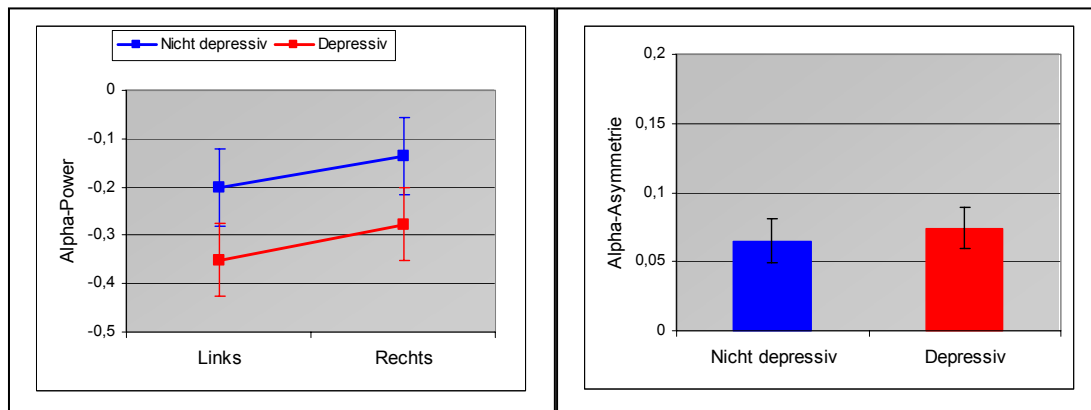 Nicht depressiv Depressiv
0
-0,1
-0,2
-0,3
-0,4
-0,5
Alpha-Power
Links Rechts
0,2
0,15
0,1
0,05
0
Alpha-Asymmetrie
Nicht depressiv Depressiv